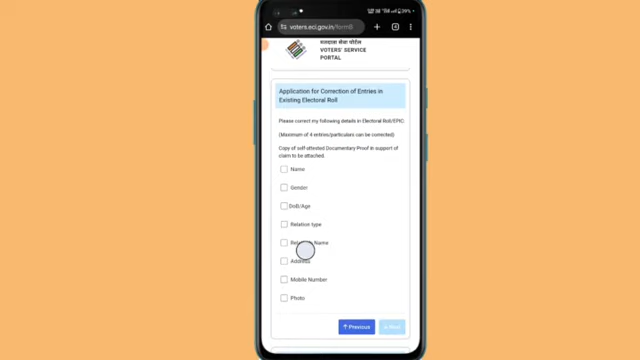 voters.eci.gov.in/form8
मतदाता सेवा पोर्टल
VOTERS' SERVICE
PORTAL
Application for Correction of Entries in
Existing Electoral Roll
Please correct my following details in Electoral Roll/EPIC:
(Maximum of 4 entries/particulars can be corrected)
Copy of self-attested Documentary Proof in support of
claim to be attached.
Name
Gender
DoB/Age
Relation type
Name
Address
Mobile Number
Photo
Previous
Next